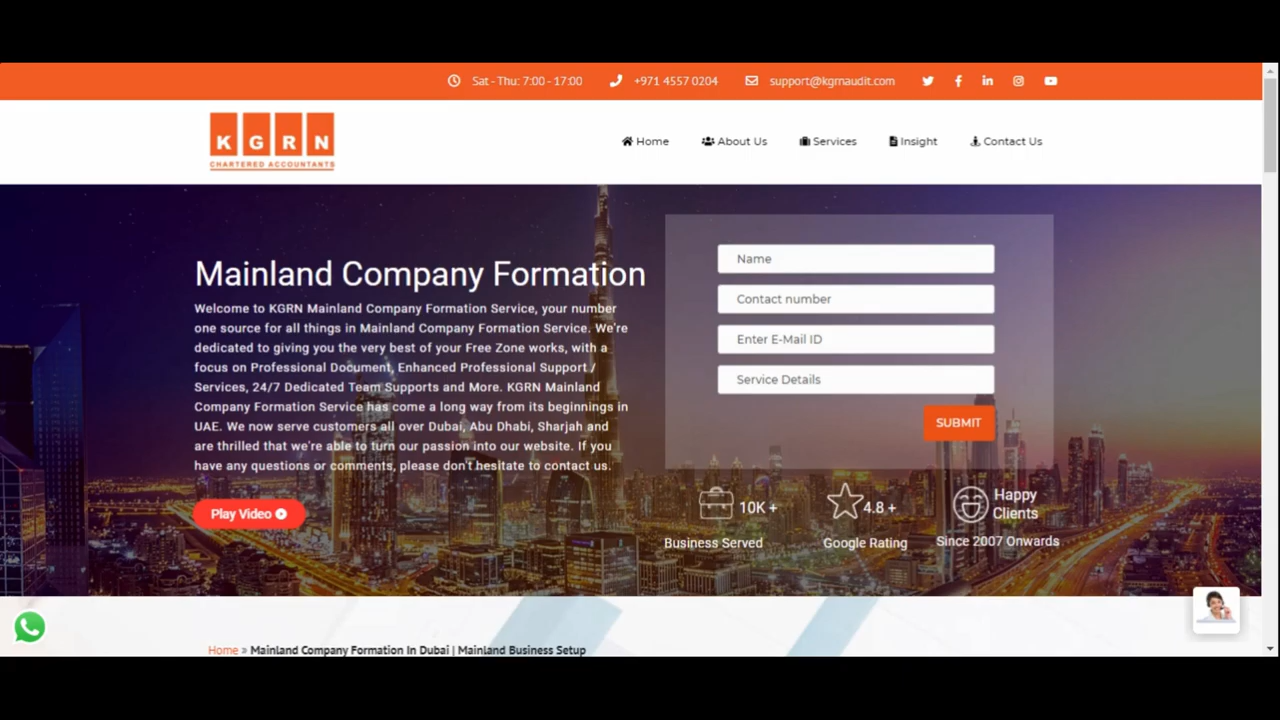 Sat - Thu: 7:00 - 17:00 +971 4557 0204 support@kgrnaudit.com
KGRN
CHARTERED ACCOUNTANTS
Home About Us Services Insight Contact Us
Mainland Company Formation
Welcome to KGRN Mainland Company Formation Service, your number
one source for all things in Mainland Company Formation Service. We're
dedicated to giving you the very best of your Free Zone works, with a
focus on Professional Document, Enhanced Professional Support /
Services, 24/7 Dedicated Team Supports and More. KGRN Mainland
Company Formation Service has come a long way from its beginnings in
UAE. We now serve customers all over Dubai, Abu Dhabi, Sharjah and
are thrilled that we're able to turn our passion into our website. If you
have any questions or comments, please don't hesitate to contact us.
Play Video
Name
Contact number
Enter E-Mail ID
Service Details
SUBMIT
10K +
Business Served
4.8 +
Google Rating
Happy
Clients
Since 2007 Onwards
Home » Mainland Company Formation In Dubai | Mainland Business Setup